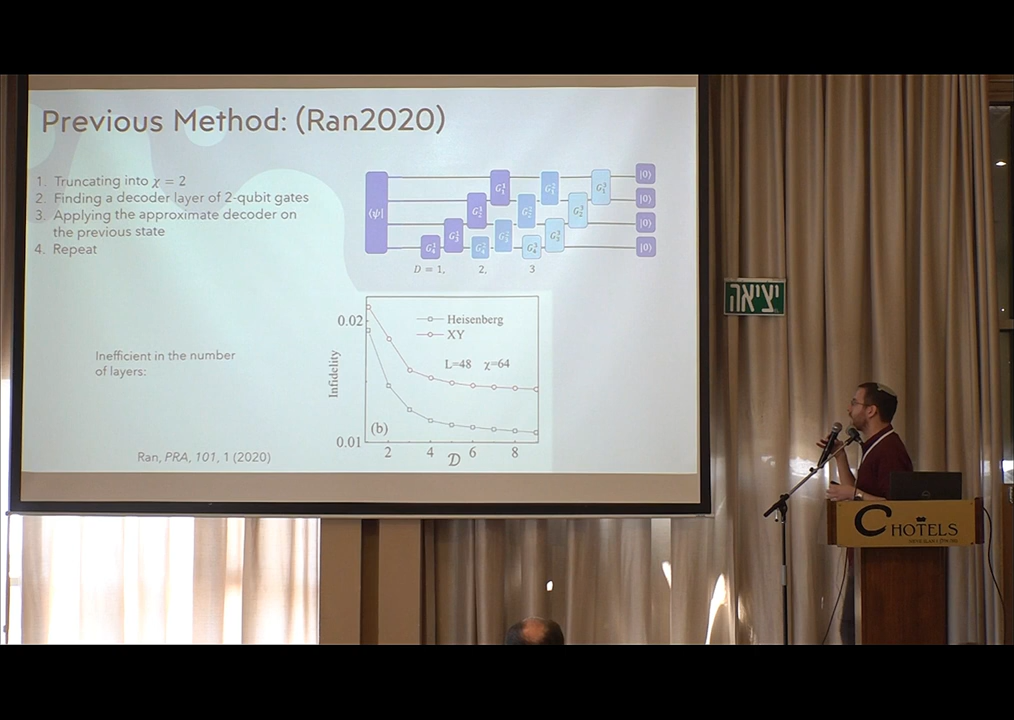 Previous Method: (Ran2020)
1. Truncating into χ = 2
2. Finding a decoder layer of 2-qubit gates
3. Applying the approximate decoder on
the previous state
4. Repeat
⟨ψ|
|0⟩
|0⟩
|0⟩
|0⟩
D = 1,
2,
3
Inefficient in the number
of layers:
Infidelity
0.02
0.01
Heisenberg
XY
L=48 χ=64
(b)
2 4 6 8
𝒟
Ran, PRA, 101, 1 (2020)
יציאה
C HOTELS